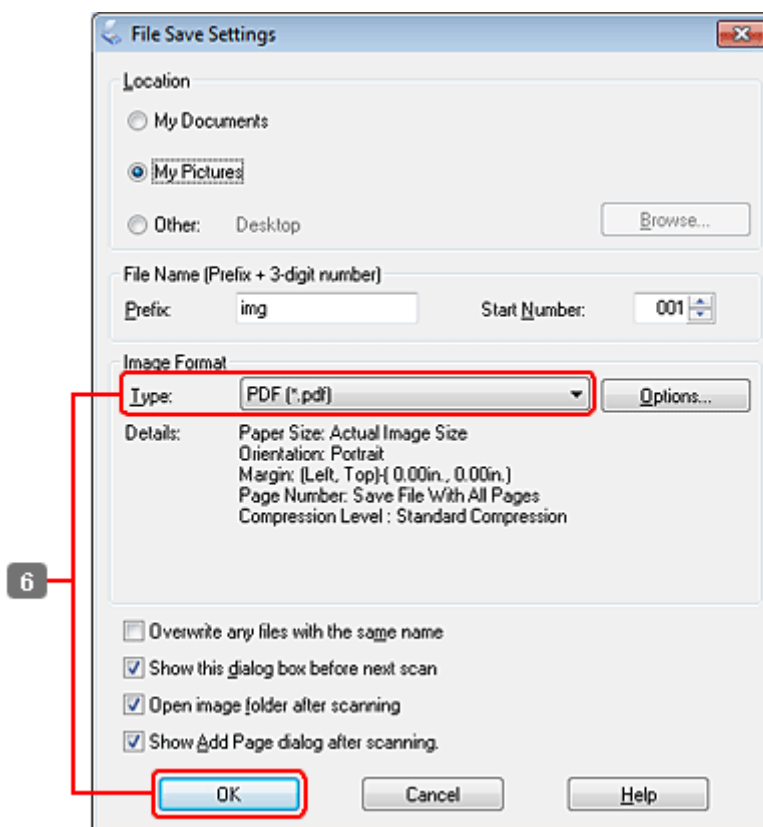 File Save Settings
Location
My Documents
My Pictures
Other: Desktop Browse...
File Name (Prefix + 3-digit number)
Prefix: img Start Number: 001
Image Format
Type: PDF (*.pdf) Options...
Details: Paper Size: Actual Image Size
Orientation: Portrait
Margin: (Left, Top)-( 0.00in., 0.00in.)
Page Number: Save File With All Pages
Compression Level : Standard Compression
6
Overwrite any files with the same name
Show this dialog box before next scan
Open image folder after scanning
Show Add Page dialog after scanning.
OK Cancel Help